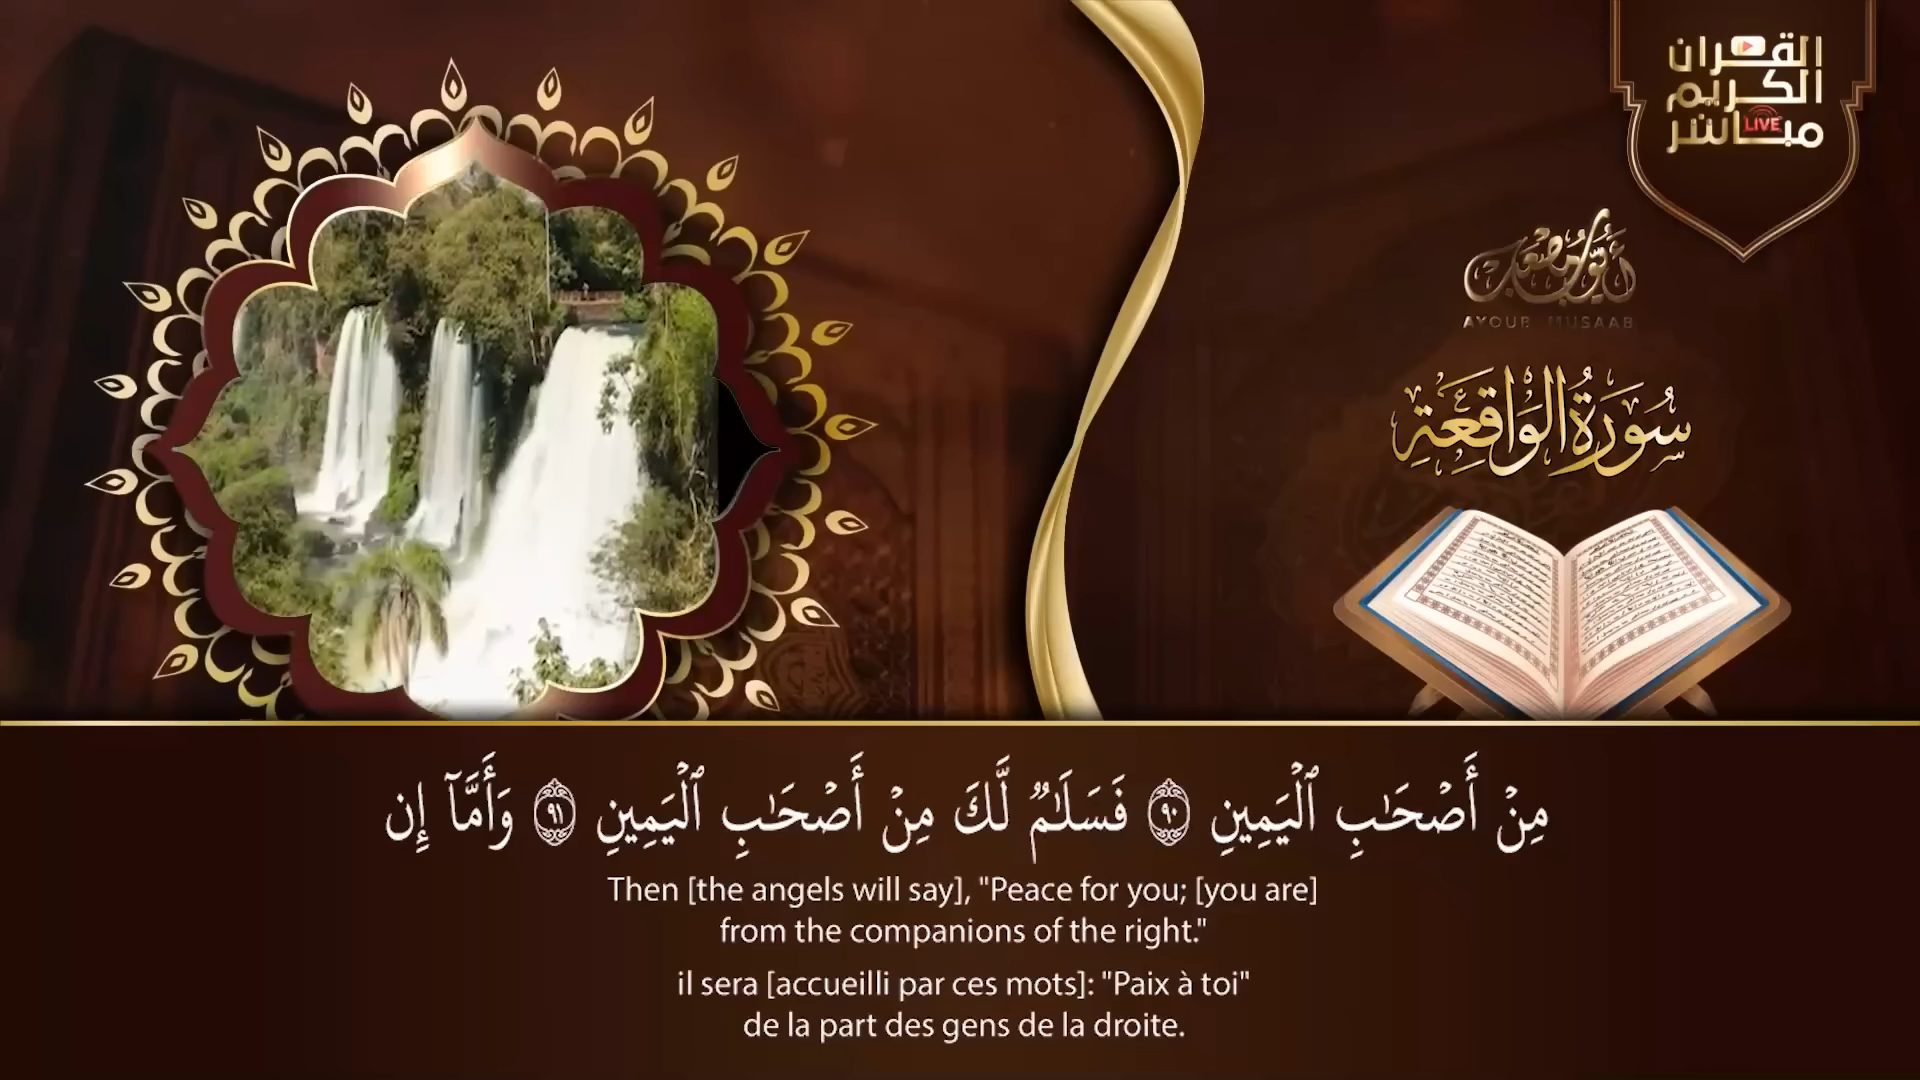 القرآن
الكريم
مباشر
LIVE
أيوب مصعب
AYOUB MUSAAB
سُورَةُ الوَاقِعَةِ
مِنْ أَصْحَٰبِ ٱلْيَمِينِ ٩٠ فَسَلَٰمٌ لَّكَ مِنْ أَصْحَٰبِ ٱلْيَمِينِ ٩١ وَأَمَّآ إِن
Then [the angels will say], "Peace for you; [you are]
from the companions of the right."
il sera [accueilli par ces mots]: "Paix à toi"
de la part des gens de la droite.